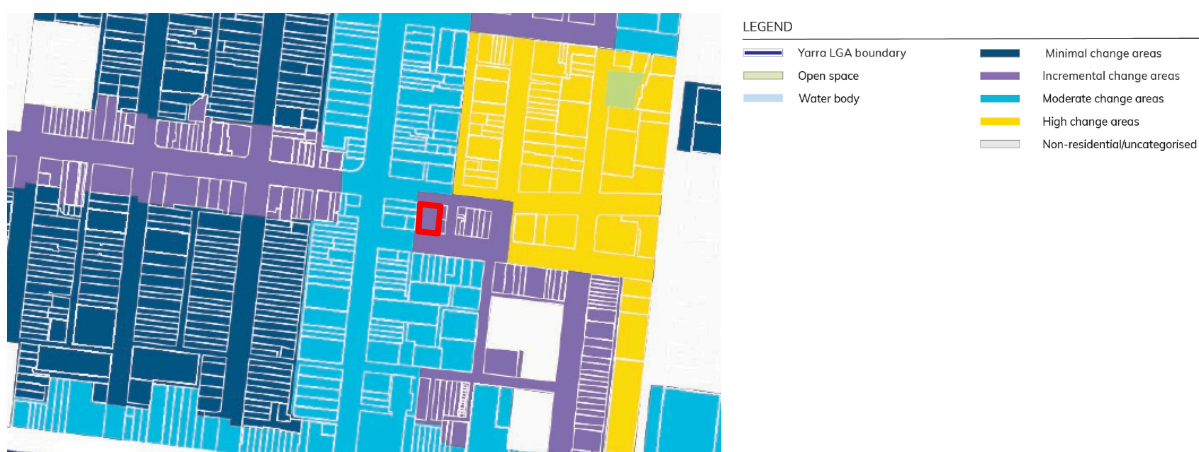 LEGEND
Yarra LGA boundary
Open space
Water body
Minimal change areas
Incremental change areas
Moderate change areas
High change areas
Non-residential/uncategorised